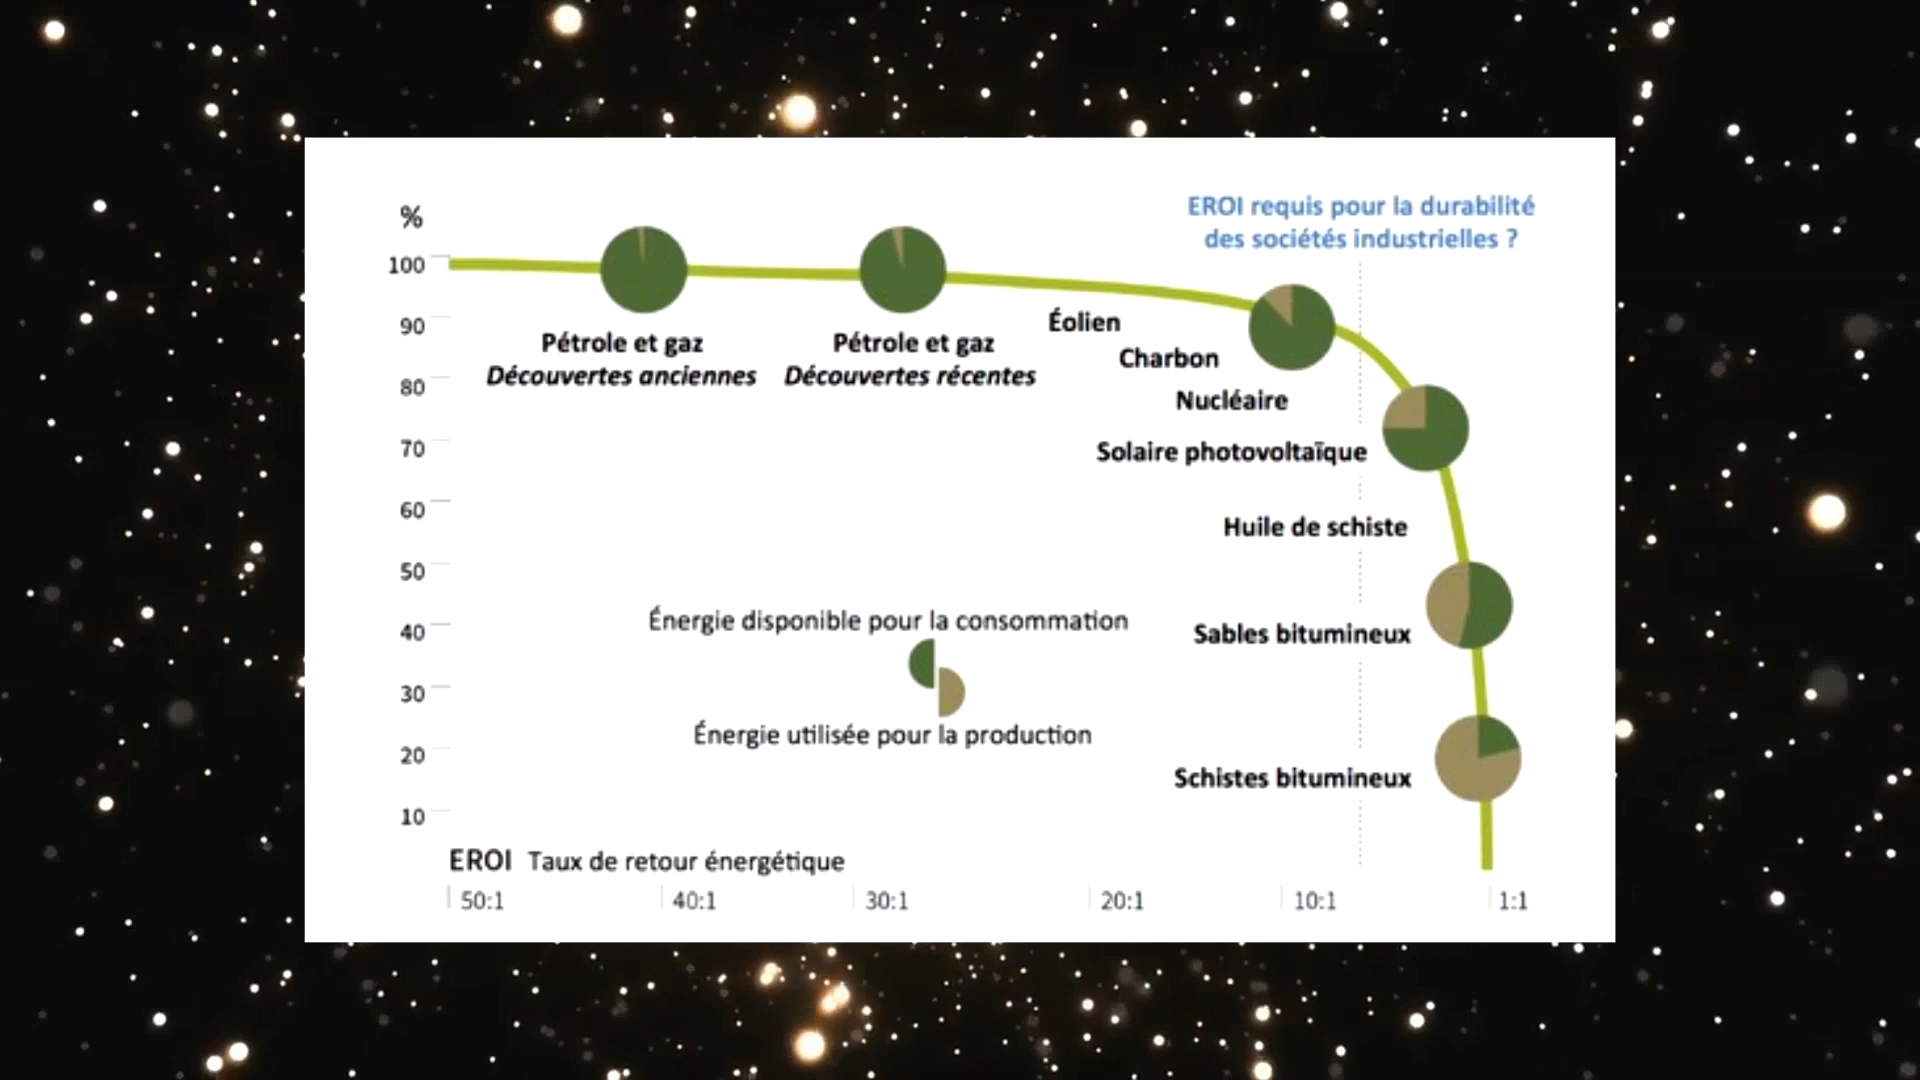 EROI requis pour la durabilité
des sociétés industrielles ?
%
100
90
80
70
60
50
40
30
20
10
Pétrole et gaz
Découvertes anciennes
Pétrole et gaz
Découvertes récentes
Éolien
Charbon
Nucléaire
Solaire photovoltaïque
Huile de schiste
Sables bitumineux
Schistes bitumineux
Énergie disponible pour la consommation
Énergie utilisée pour la production
EROI Taux de retour énergétique
50:1 40:1 30:1 20:1 10:1 1:1